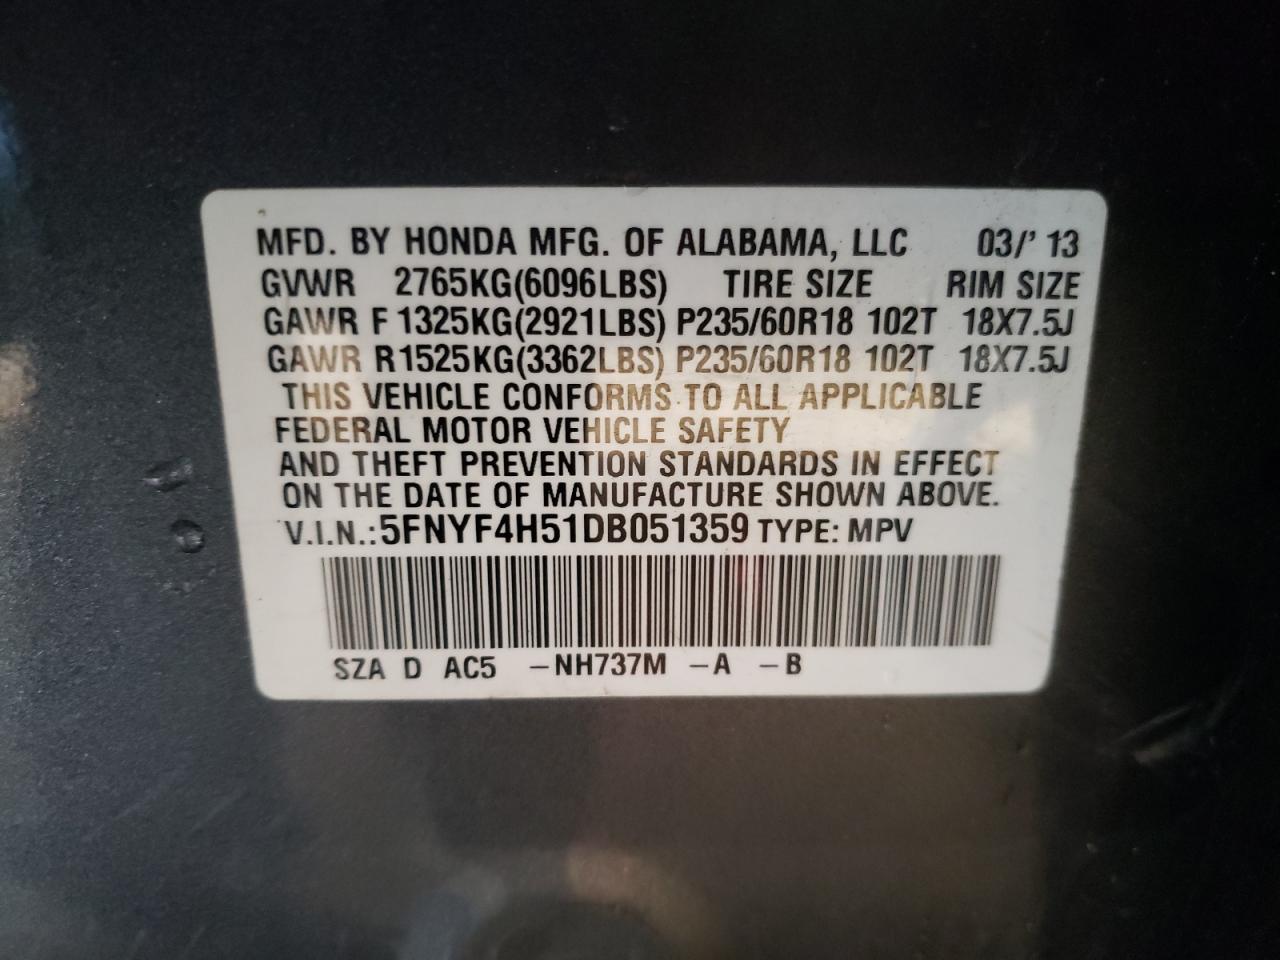 MFD. BY HONDA MFG. OF ALABAMA, LLC 03/' 13
GVWR 2765KG(6096LBS) TIRE SIZE RIM SIZE
GAWR F 1325KG(2921LBS) P235/60R18 102T 18X7.5J
GAWR R1525KG(3362LBS) P235/60R18 102T 18X7.5J
THIS VEHICLE CONFORMS TO ALL APPLICABLE
FEDERAL MOTOR VEHICLE SAFETY
AND THEFT PREVENTION STANDARDS IN EFFECT
ON THE DATE OF MANUFACTURE SHOWN ABOVE.
V.I.N.:5FNYF4H51DB051359 TYPE: MPV
SZA D AC5 -NH737M -A -B